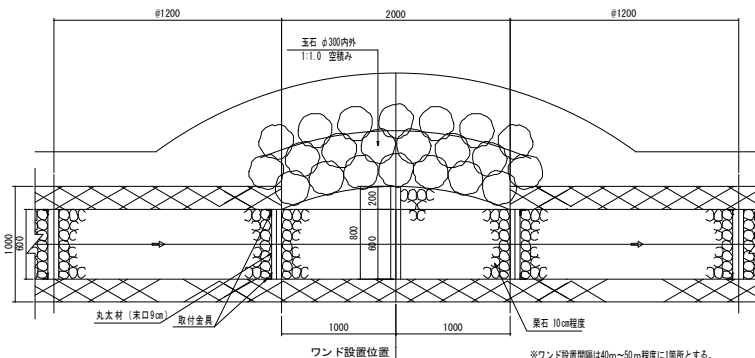 @1200
2000
@1200
玉石 φ300内外
1:1.0 空積み
1000
600
800
200
600
丸太材 (末口9cm)
取付金具
栗石 10cm程度
1000
1000
ワンド設置位置
※ワンド設置間隔は40m～50m程度に1箇所とする。